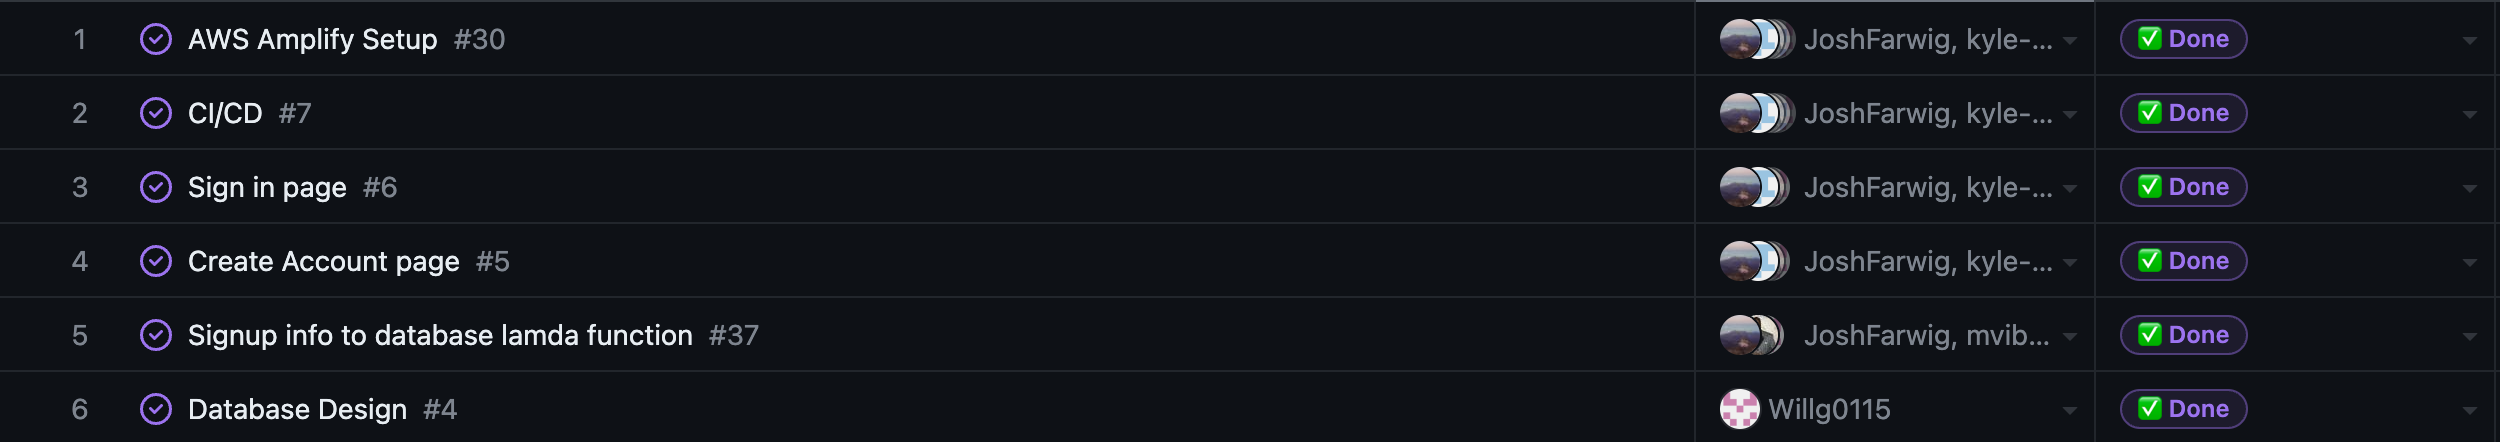 1 AWS Amplify Setup #30 JoshFarwig, kyle-... ✅ Done
2 CI/CD #7 JoshFarwig, kyle-... ✅ Done
3 Sign in page #6 JoshFarwig, kyle-... ✅ Done
4 Create Account page #5 JoshFarwig, kyle-... ✅ Done
5 Signup info to database lamda function #37 JoshFarwig, mvib... ✅ Done
6 Database Design #4 Willg0115 ✅ Done